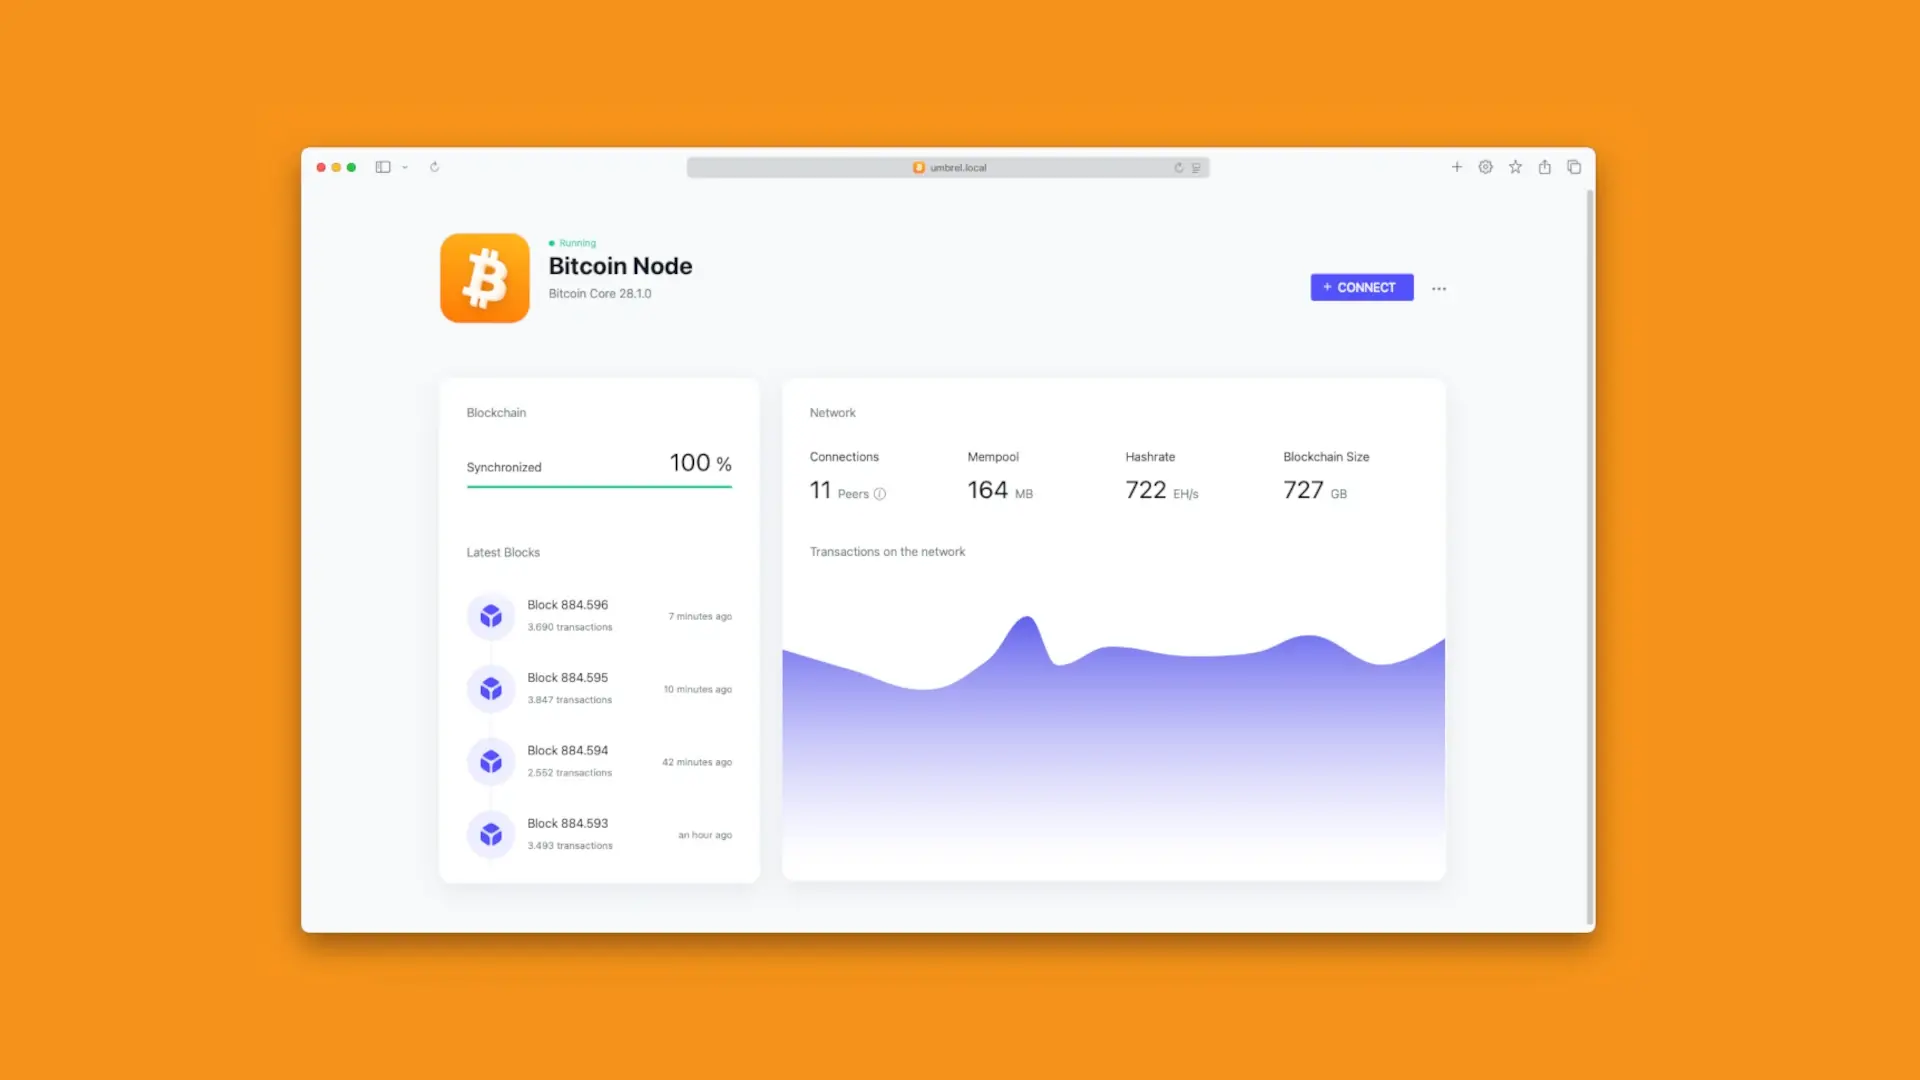 umbrel.local
Running
Bitcoin Node
Bitcoin Core 28.1.0
+ CONNECT
Blockchain
Synchronized
100 %
Latest Blocks
Block 884.596
3.690 transactions
7 minutes ago
Block 884.595
3.847 transactions
10 minutes ago
Block 884.594
2.552 transactions
42 minutes ago
Block 884.593
3.493 transactions
an hour ago
Network
Connections
11 Peers
Mempool
164 MB
Hashrate
722 EH/s
Blockchain Size
727 GB
Transactions on the network